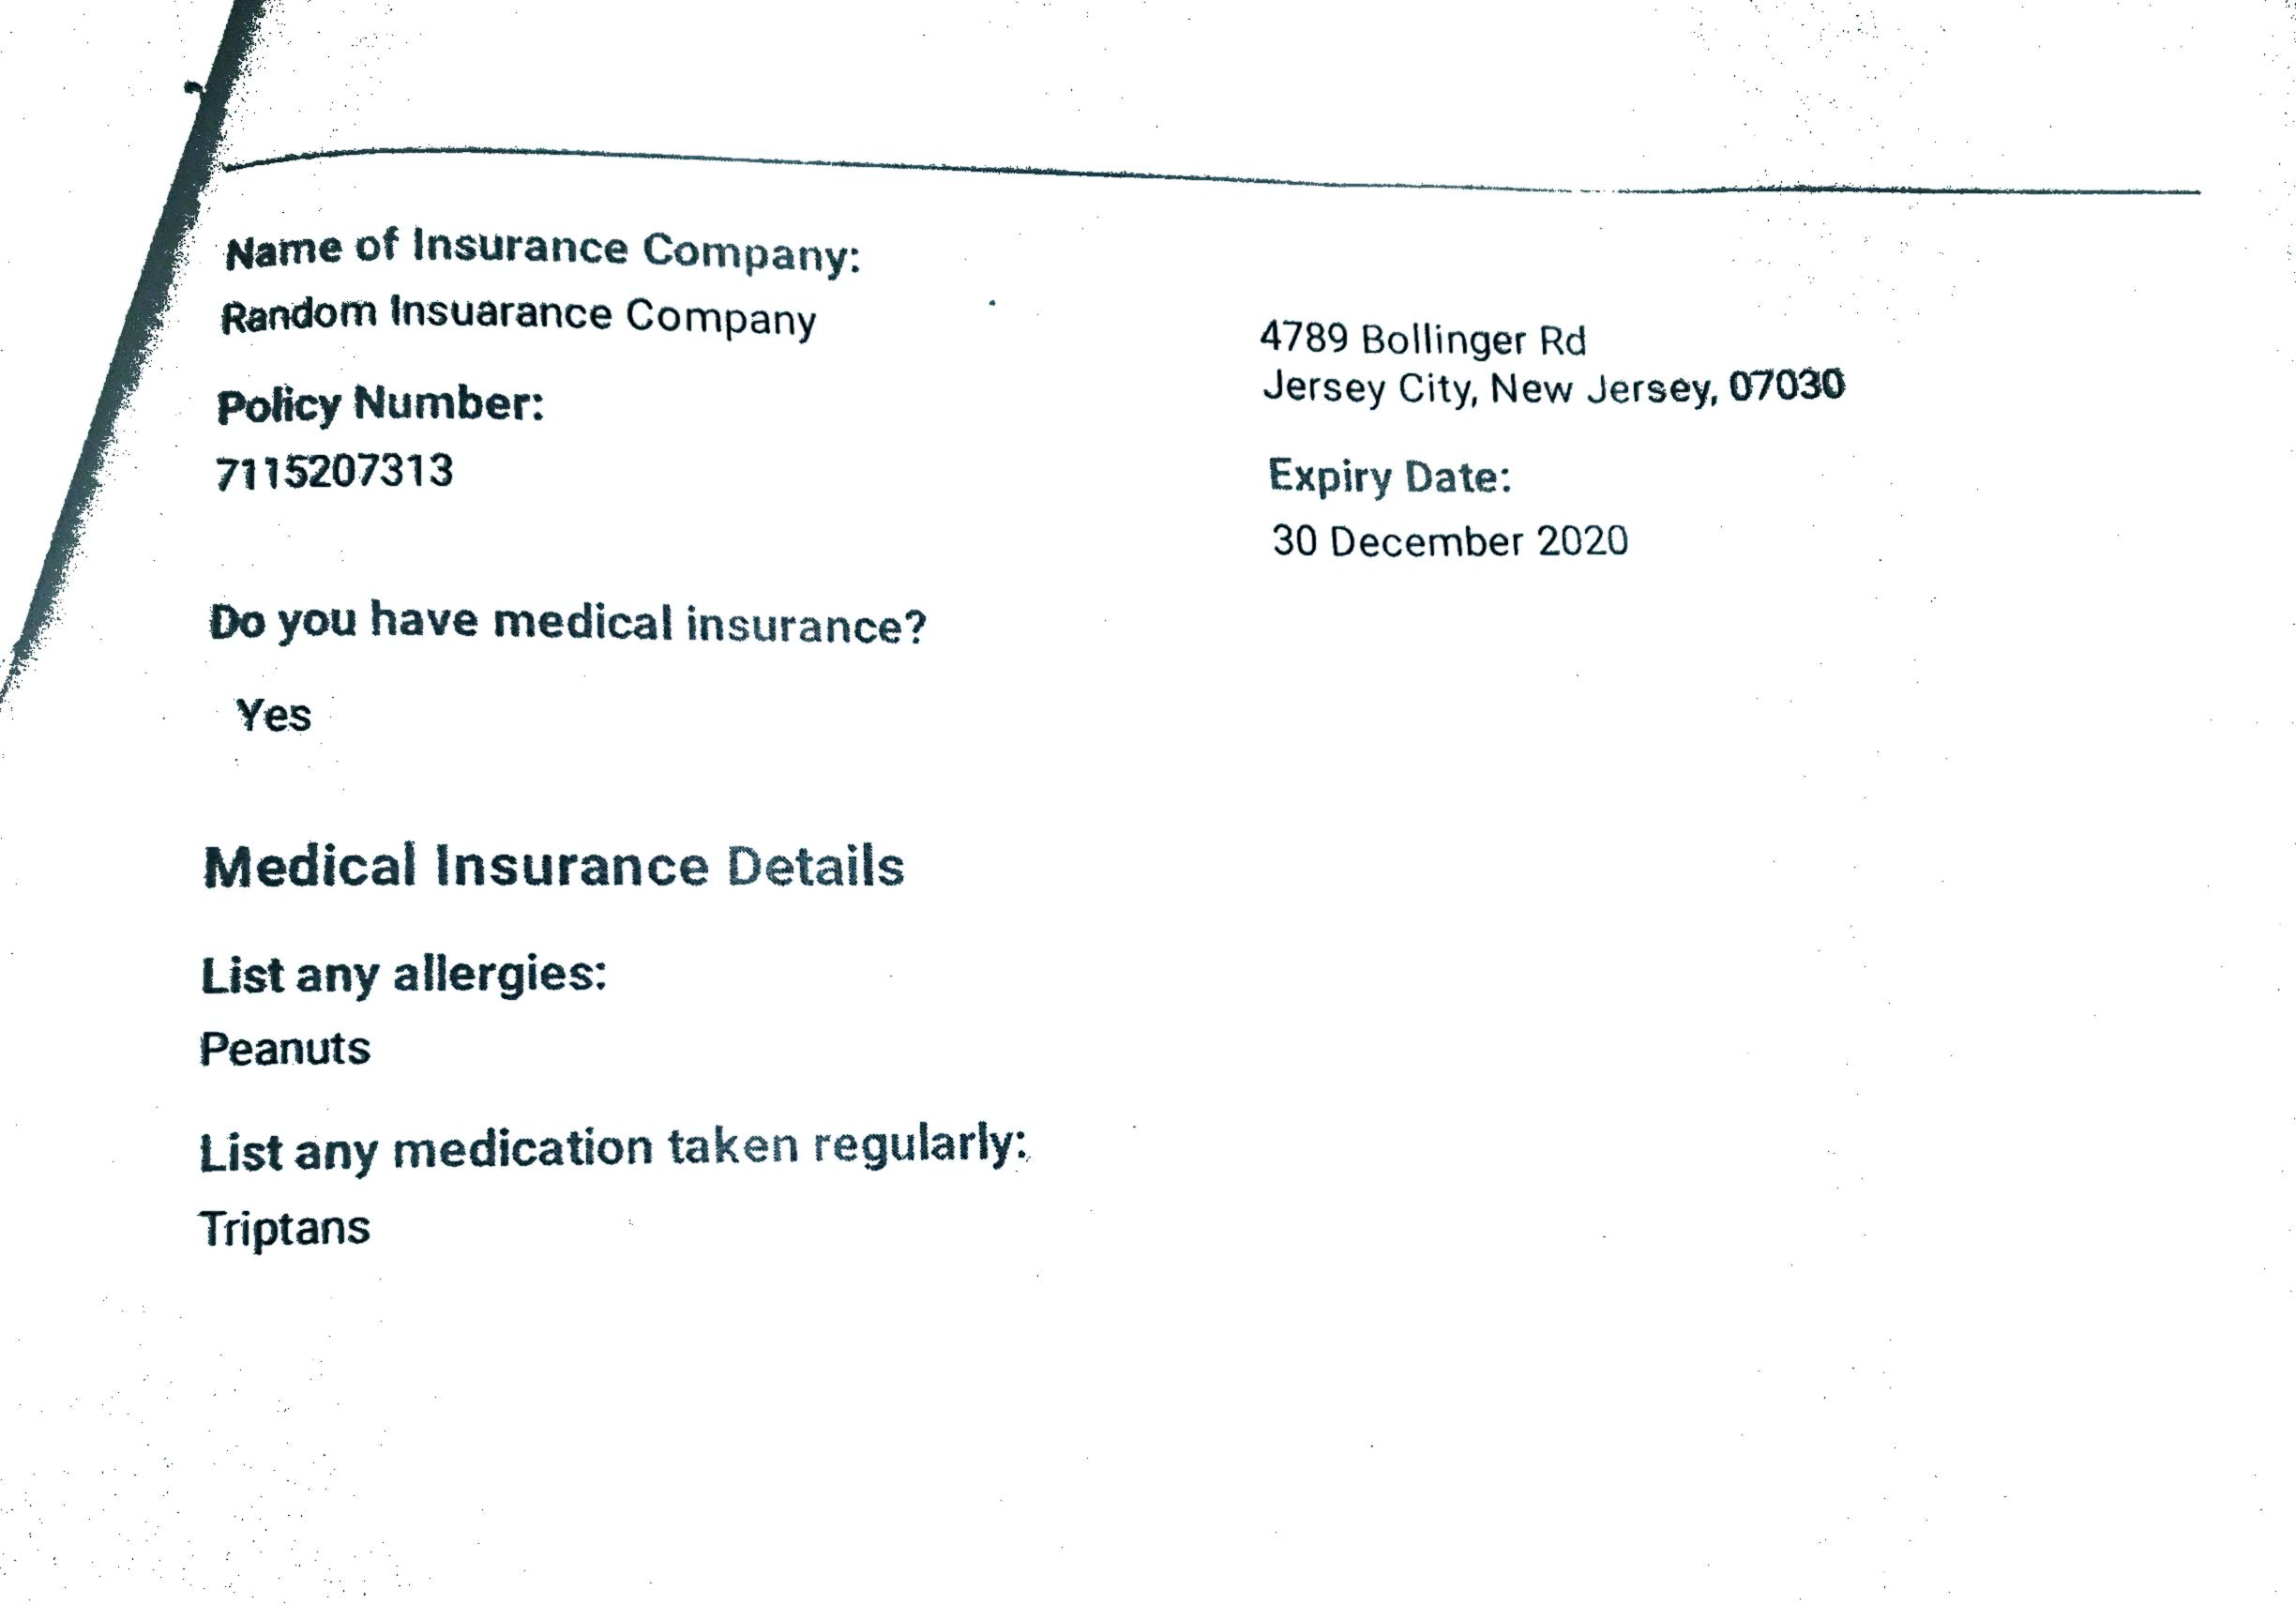 Name of Insurance Company:
Random Insuarance Company
4789 Bollinger Rd
Jersey City, New Jersey, 07030
Policy Number:
7115207313
Expiry Date:
30 December 2020
Do you have medical insurance?
Yes
Medical Insurance Details
List any allergies:
Peanuts
List any medication taken regularly:
Triptans